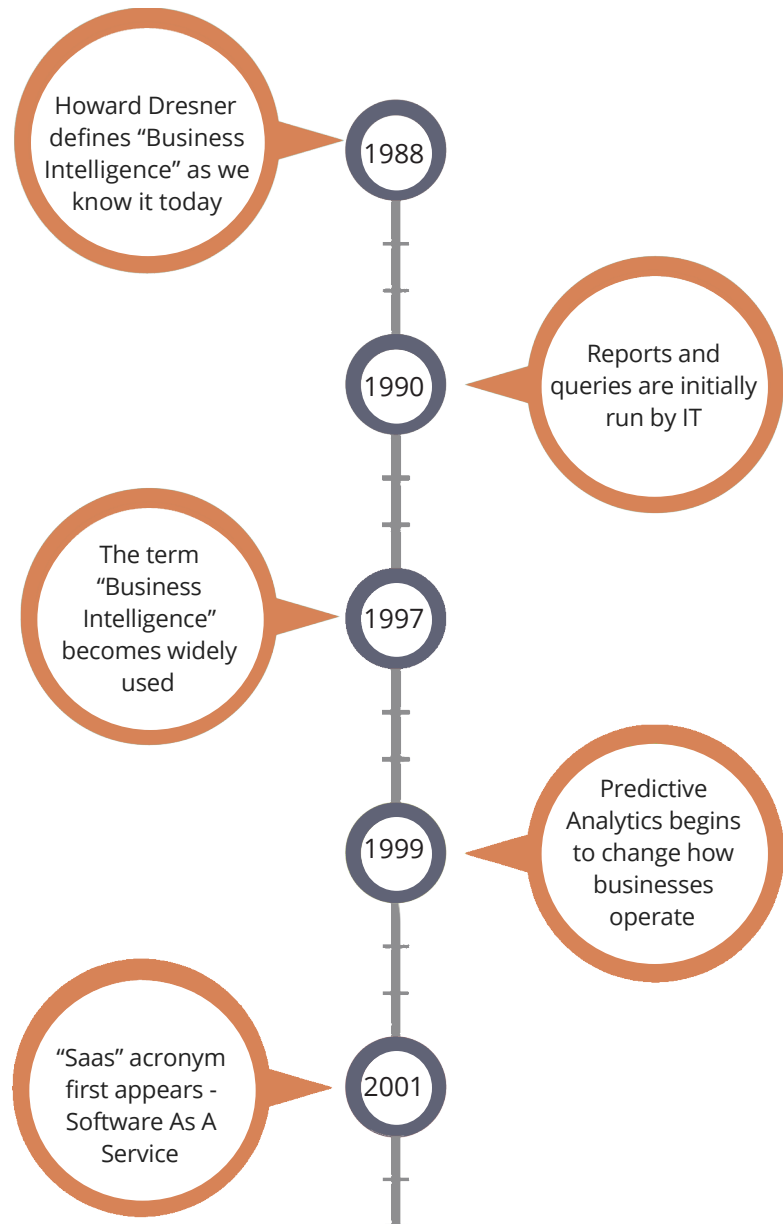 Howard Dresner
defines “Business
Intelligence” as we
know it today
1988
1990
Reports and
queries are initially
run by IT
The term
“Business
Intelligence”
becomes widely
used
1997
1999
Predictive
Analytics begins
to change how
businesses
operate
“Saas” acronym
first appears -
Software As A
Service
2001